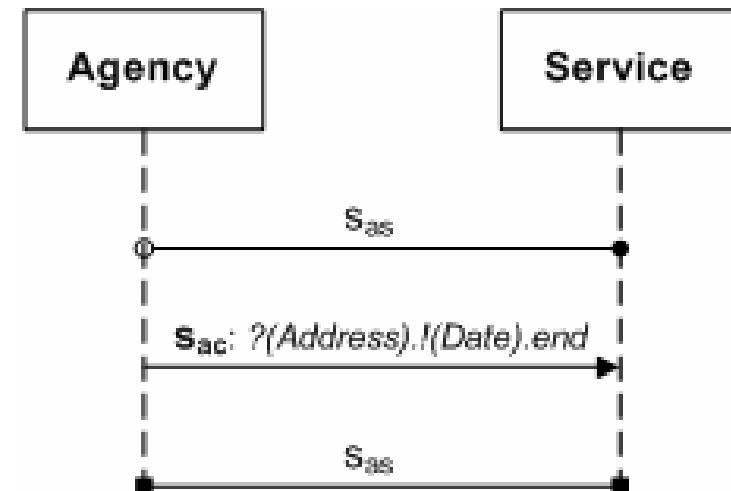 Agency
Service
sas
sac: ?(Address).!(Date).end
sas